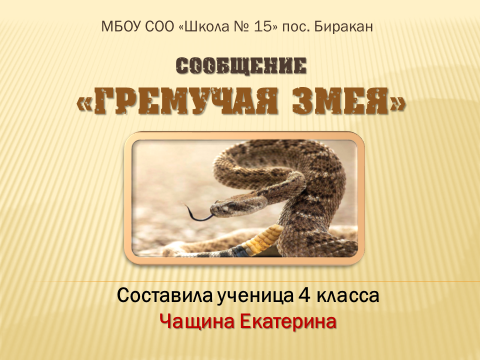 МБОУ СОО «Школа № 15» пос. Биракан
СООБЩЕНИЕ
«ГРЕМУЧАЯ ЗМЕЯ»
Составила ученица 4 класса
Чащина Екатерина